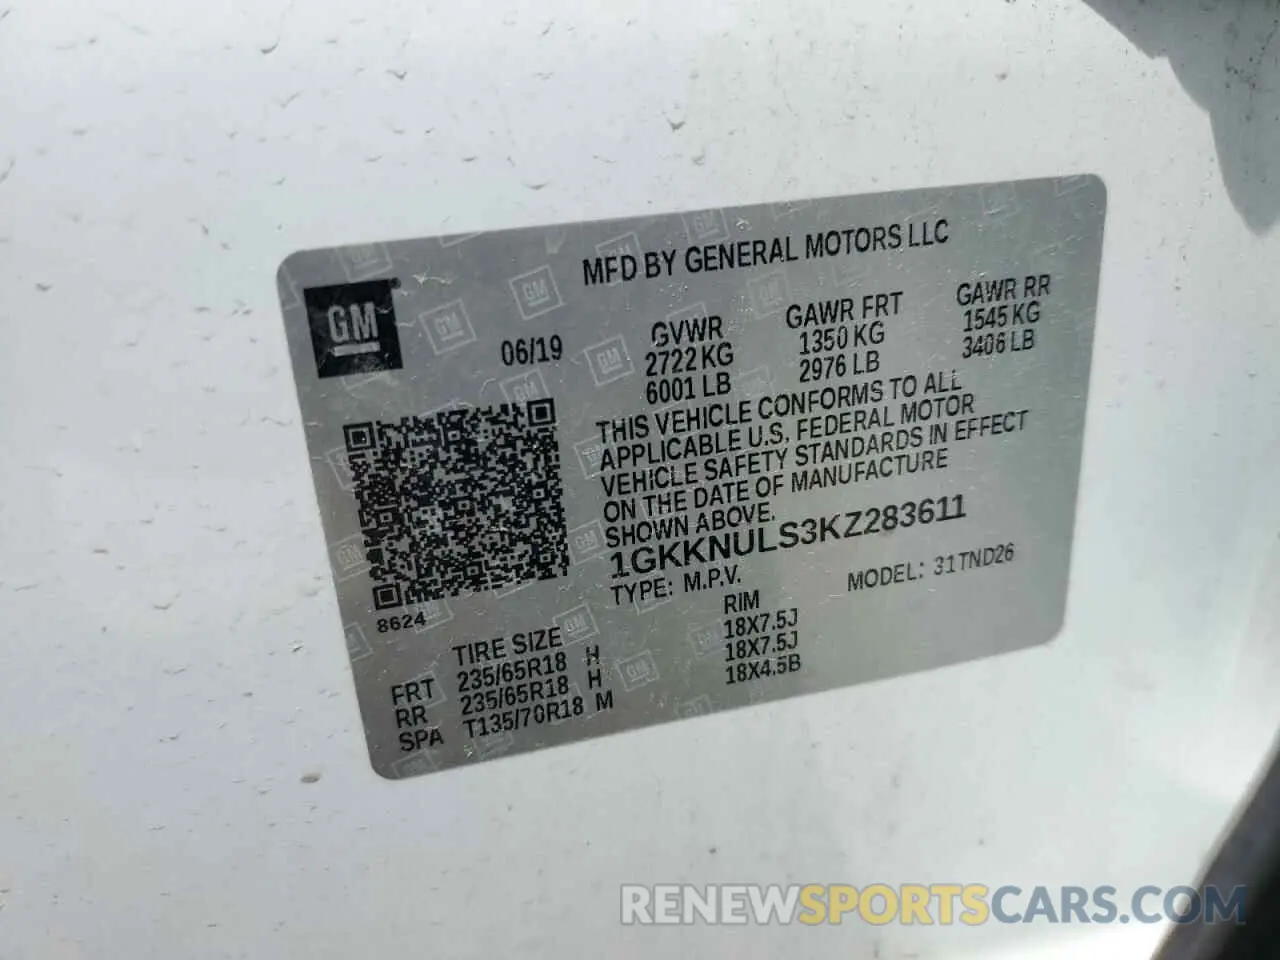 MFD BY GENERAL MOTORS LLC
GM
06/19
GVWR GAWR FRT GAWR RR
2722 KG 1350 KG 1545 KG
6001 LB 2976 LB 3406 LB
THIS VEHICLE CONFORMS TO ALL
APPLICABLE U.S. FEDERAL MOTOR
VEHICLE SAFETY STANDARDS IN EFFECT
ON THE DATE OF MANUFACTURE
SHOWN ABOVE.
1GKKNULS3KZ283611
TYPE: M.P.V. MODEL: 31TND26
8624
TIRE SIZE RIM
FRT 235/65R18 H 18X7.5J
RR 235/65R18 H 18X7.5J
SPA T135/70R18 M 18X4.5B
RENEWSPORTSCARS.COM